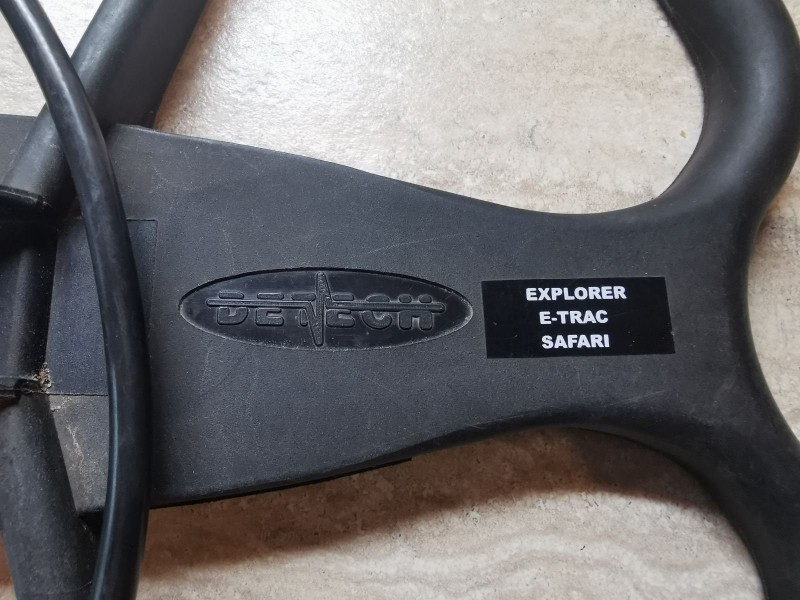 DETECH
EXPLORER
E-TRAC
SAFARI